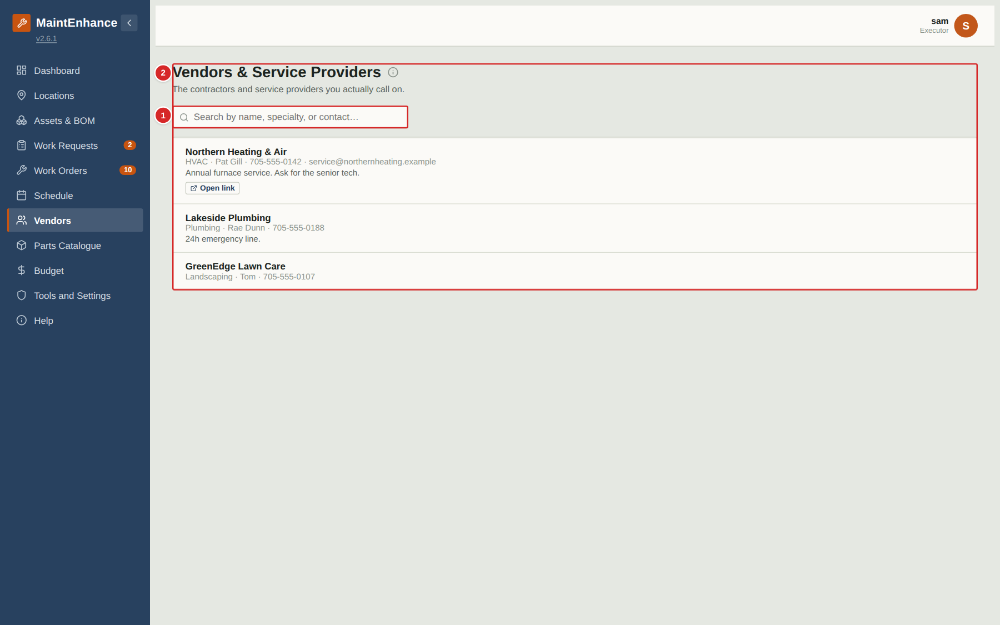 MaintEnhance
v2.6.1
Dashboard
Locations
Assets & BOM
Work Requests 2
Work Orders 10
Schedule
Vendors
Parts Catalogue
Budget
Tools and Settings
Help
sam
Executor
S
2
Vendors & Service Providers
The contractors and service providers you actually call on.
1
Search by name, specialty, or contact…
Northern Heating & Air
HVAC · Pat Gill · 705-555-0142 · service@northernheating.example
Annual furnace service. Ask for the senior tech.
Open link
Lakeside Plumbing
Plumbing · Rae Dunn · 705-555-0188
24h emergency line.
GreenEdge Lawn Care
Landscaping · Tom · 705-555-0107